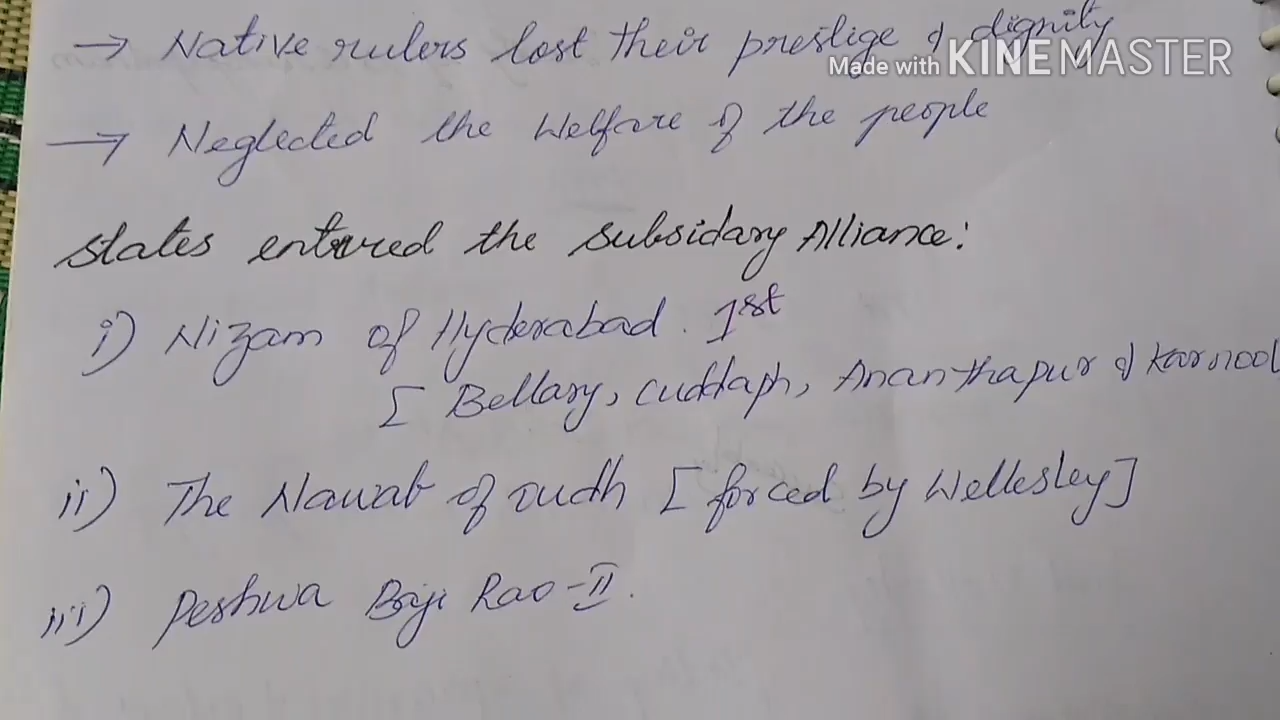 → Native rulers lost their prestige & dignity
Made with KINEMASTER
→ Neglected the Welfare of the people
States entered the Subsidary Alliance:
i) Nizam of Hyderabad. 1st
[ Bellary, Cuddaph, Ananthapur & Karnool
ii) The Nawab of oudh [forced by Wellesley]
iii) Peshwa Baji Rao-II.